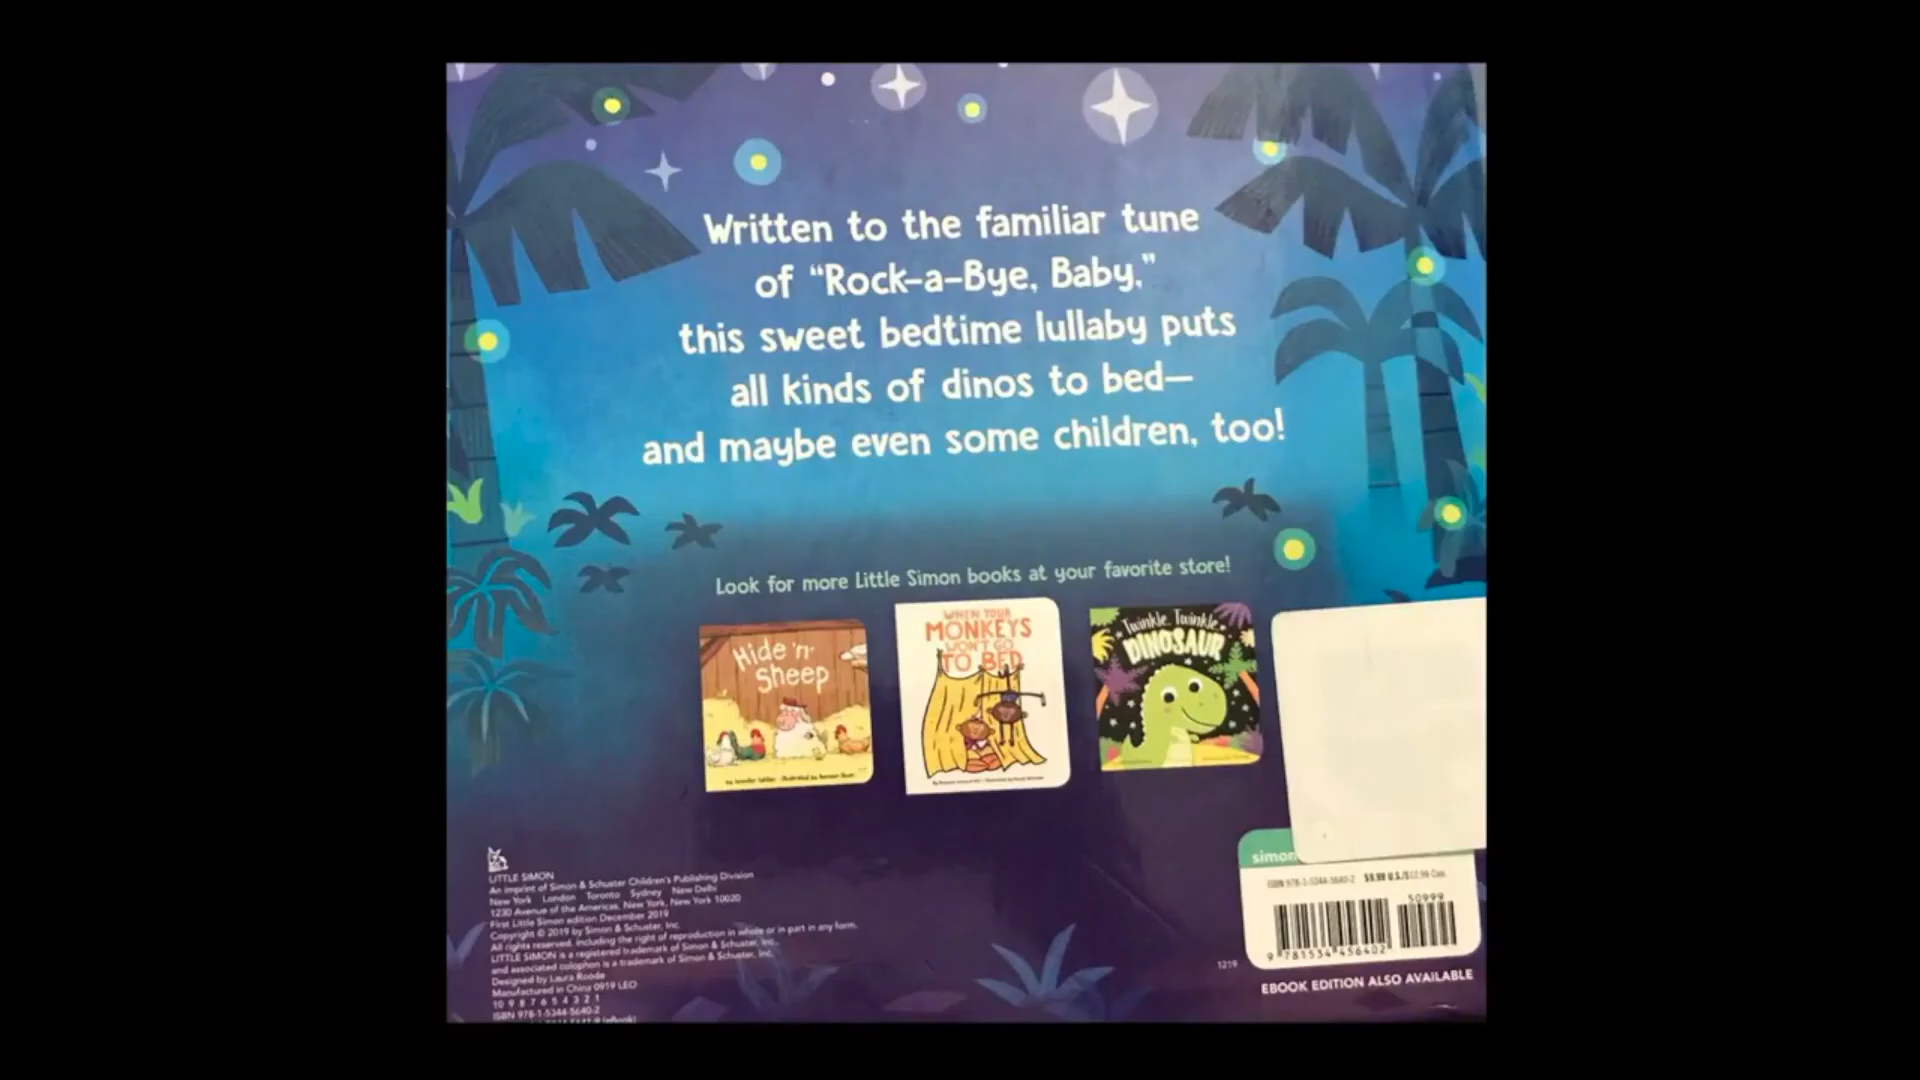 Written to the familiar tune
of “Rock-a-Bye, Baby,”
this sweet bedtime lullaby puts
all kinds of dinos to bed—
and maybe even some children, too!
Look for more Little Simon books at your favorite store!
Hide 'n' Sheep
WHEN YOUR
MONKEYS
WON'T GO
TO BED
Twinkle, Twinkle,
DINOSAUR
LITTLE SIMON
An imprint of Simon & Schuster Children's Publishing Division
New York London Toronto Sydney New Delhi
1230 Avenue of the Americas, New York, New York 10020
First Little Simon edition December 2019
Copyright © 2019 by Simon & Schuster, Inc.
All rights reserved, including the right of reproduction in whole or in part in any form.
LITTLE SIMON is a registered trademark of Simon & Schuster, Inc.,
and associated colophon is a trademark of Simon & Schuster, Inc.
Designed by Laura Roode
Manufactured in China 0919 LEO
10 9 8 7 6 5 4 3 2 1
ISBN 978-1-5344-5640-2
(eBook)
simon
ISBN 978-1-5344-5640-2 $9.99 U.S./$12.99 Can.
50999
9 781534 456402
1219
EBOOK EDITION ALSO AVAILABLE